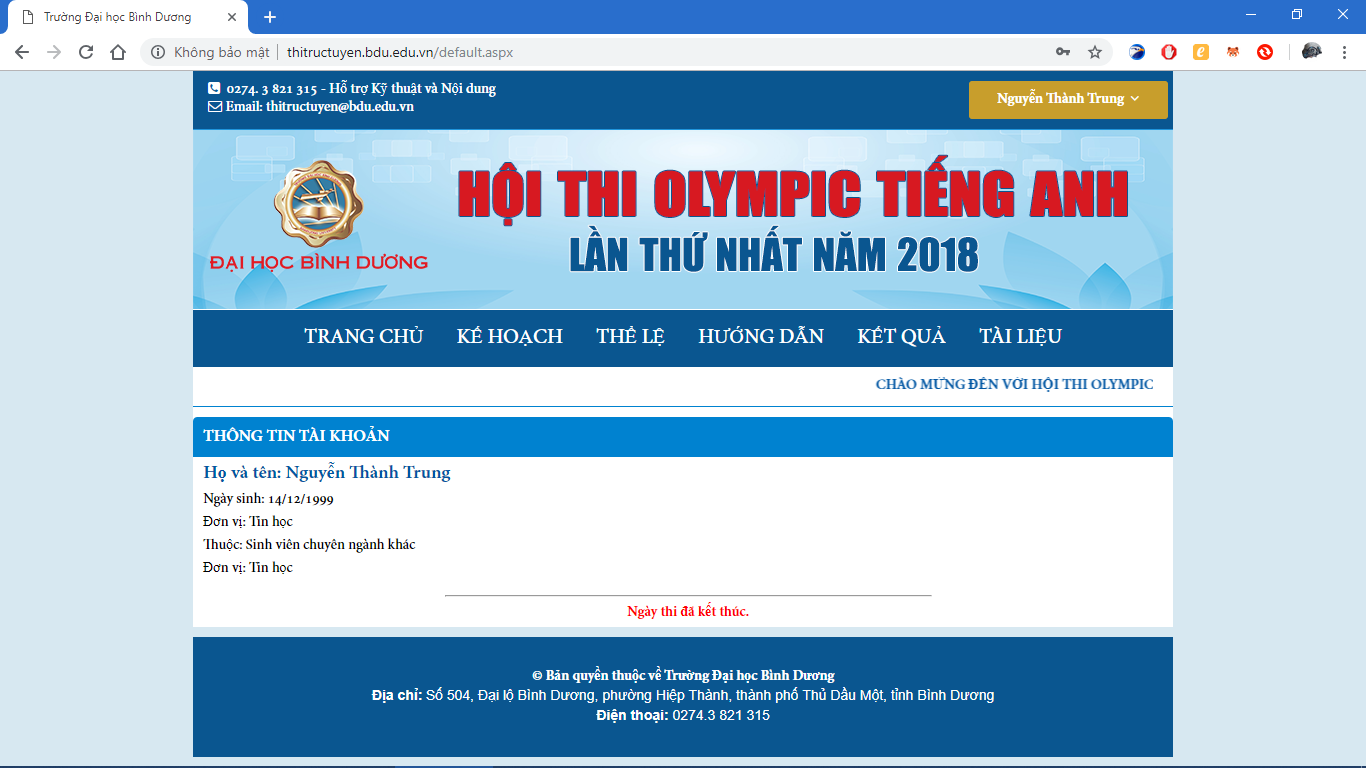 Trường Đại học Bình Dương
Không bảo mật
thitructuyen.bdu.edu.vn/default.aspx
0274. 3 821 315 - Hỗ trợ Kỹ thuật và Nội dung
Email: thitructuyen@bdu.edu.vn
Nguyễn Thành Trung
ĐẠI HỌC BÌNH DƯƠNG
HỘI THI OLYMPIC TIẾNG ANH
LẦN THỨ NHẤT NĂM 2018
TRANG CHỦ KẾ HOẠCH THỂ LỆ HƯỚNG DẪN KẾT QUẢ TÀI LIỆU
CHÀO MỪNG ĐẾN VỚI HỘI THI OLYMPIC
THÔNG TIN TÀI KHOẢN
Họ và tên: Nguyễn Thành Trung
Ngày sinh: 14/12/1999
Đơn vị: Tin học
Thuộc: Sinh viên chuyên ngành khác
Đơn vị: Tin học
Ngày thi đã kết thúc.
© Bản quyền thuộc về Trường Đại học Bình Dương
Địa chỉ: Số 504, Đại lộ Bình Dương, phường Hiệp Thành, thành phố Thủ Dầu Một, tỉnh Bình Dương
Điện thoại: 0274.3 821 315